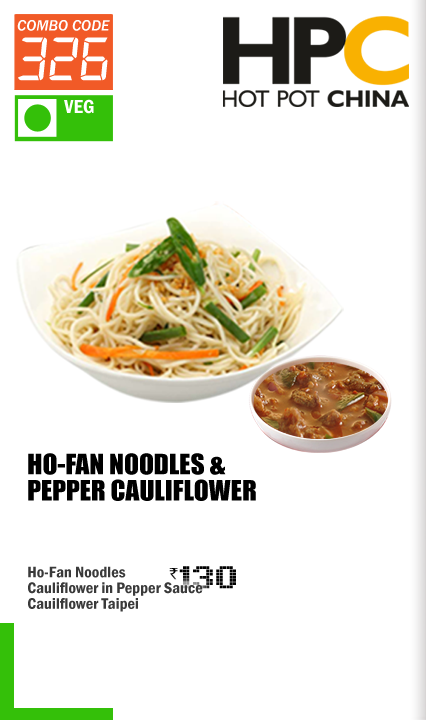 COMBO CODE
326
VEG
HPC
HOT POT CHINA
HO-FAN NOODLES &
PEPPER CAULIFLOWER
Ho-Fan Noodles
₹130
Cauliflower in Pepper Sauce
Cauilflower Taipei